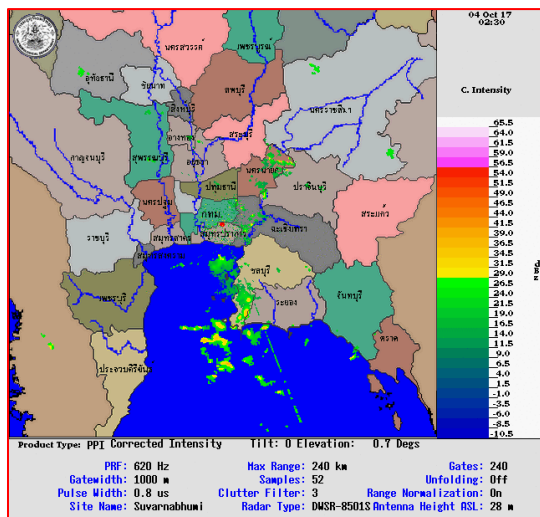 04 Oct 17
02:30
C. Intensity
65.5
64.0
61.5
59.0
56.5
54.0
51.5
49.0
46.5
44.0
41.5
39.0
36.5
34.0
31.5
29.0
26.5
24.0
21.5
19.0
16.5
14.0
11.5
9.0
6.5
4.0
1.5
-1.0
-3.5
-6.0
-8.5
-10.5
นครสวรรค์
เพชรบูรณ์
อุทัยธานี
ชัยนาท
ลพบุรี
สิงห์บุรี
นครราชสีมา
อ่างทอง
สระบุรี
กาญจนบุรี
สุพรรณบุรี
อยุธยา
นครนายก
ปราจีนบุรี
ปทุมธานี
นครปฐม
กทม.
สระแก้ว
ฉะเชิงเทรา
ราชบุรี
สมุทรสาคร
สมุทรปราการ
ชลบุรี
เพชรบุรี
ระยอง
จันทบุรี
ตราด
ประจวบคีรีขันธ์
Product Type: PPI Corrected Intensity Tilt: 0 Elevation: 0.7 Degs
PRF: 620 Hz Max Range: 240 km Gates: 240
Gatewidth: 1000 m Samples: 52 Unfolding: Off
Pulse Width: 0.8 us Clutter Filter: 3 Range Normalization: On
Site Name: Suvarnabhumi Radar Type: DWSR-8501S Antenna Height ASL: 28 m